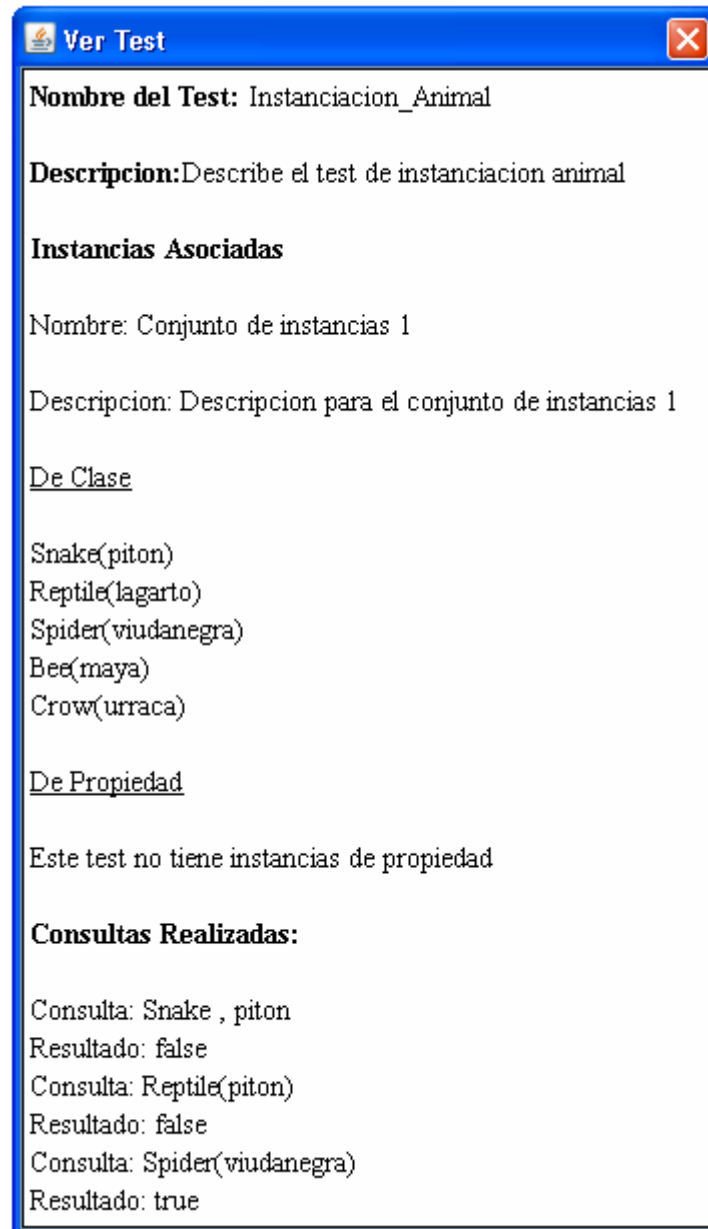 Ver Test
Nombre del Test: Instanciacion_Animal
Descripcion:Describe el test de instanciacion animal
Instancias Asociadas
Nombre: Conjunto de instancias 1
Descripcion: Descripcion para el conjunto de instancias 1
De Clase
Snake(piton)
Reptile(lagarto)
Spider(viudanegra)
Bee(maya)
Crow(urraca)
De Propiedad
Este test no tiene instancias de propiedad
Consultas Realizadas:
Consulta: Snake , piton
Resultado: false
Consulta: Reptile(piton)
Resultado: false
Consulta: Spider(viudanegra)
Resultado: true